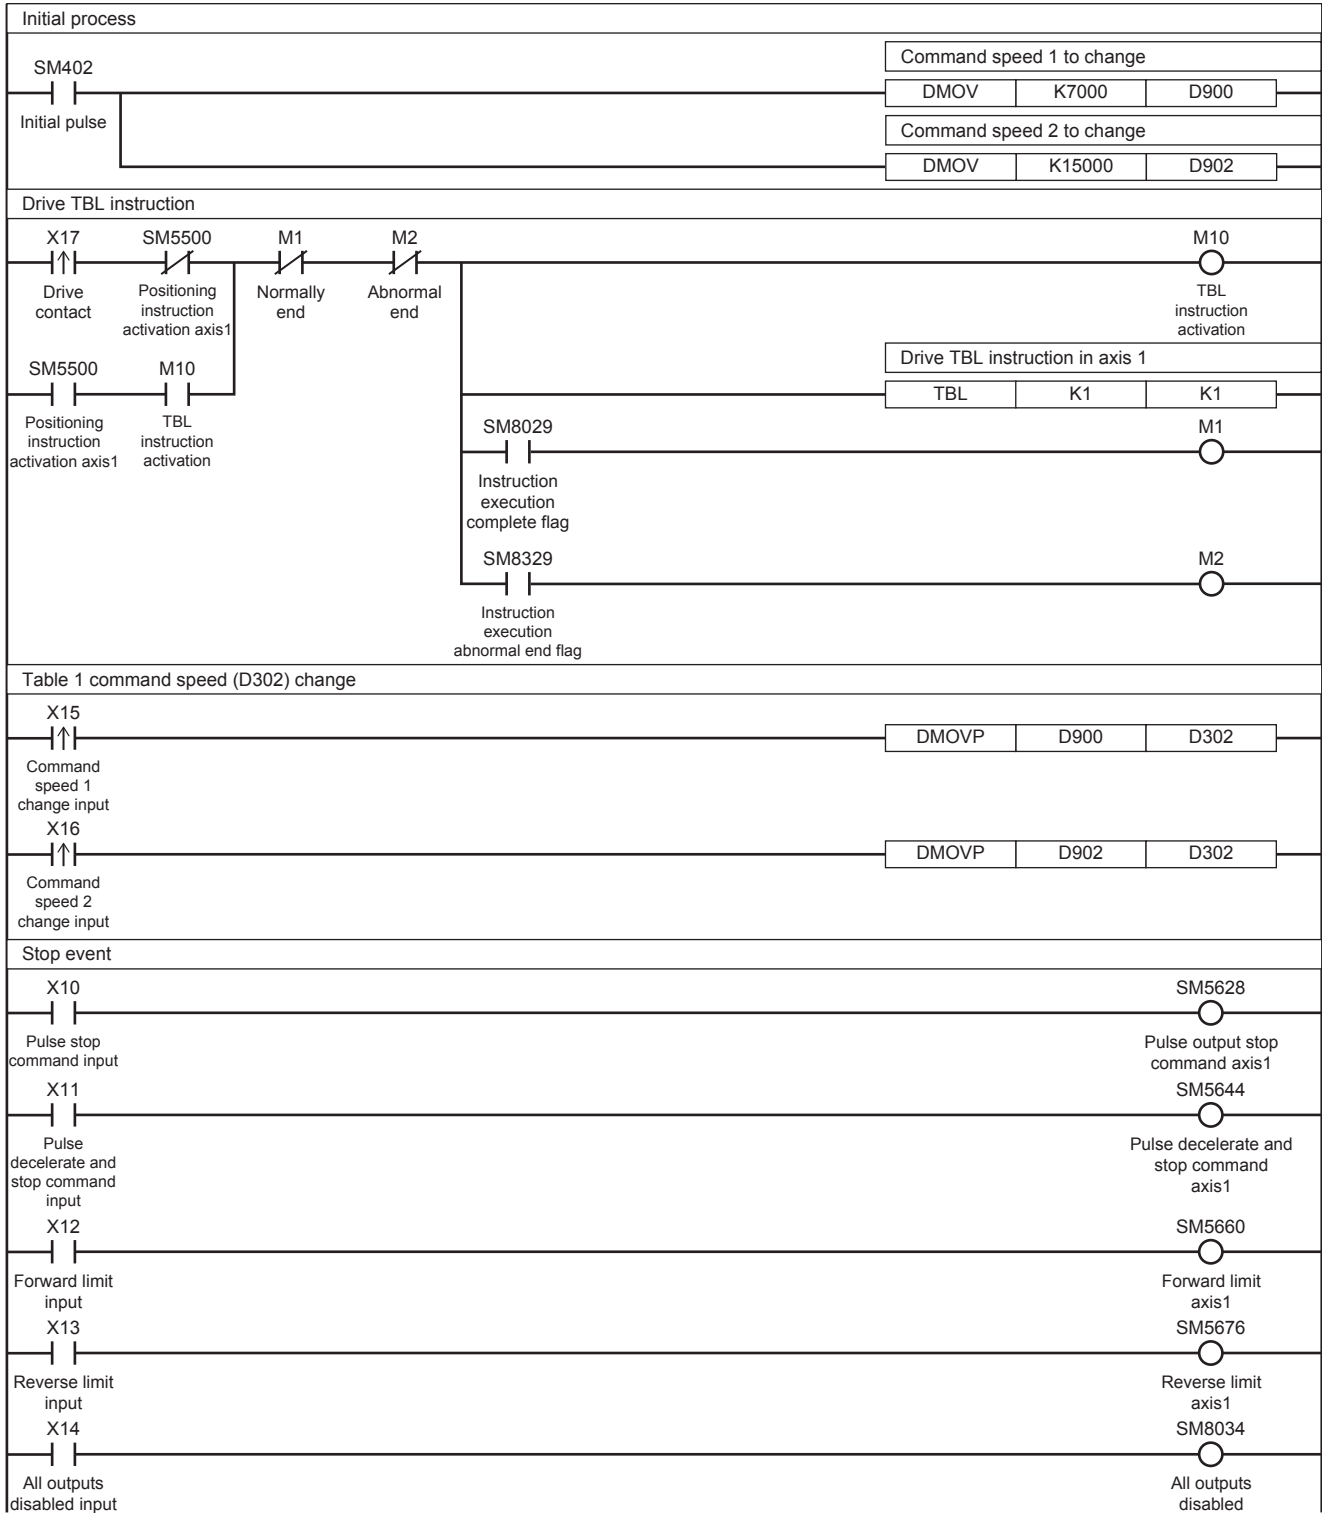 Initial process
Command speed 1 to change
SM402
DMOV K7000 D900
Initial pulse
Command speed 2 to change
DMOV K15000 D902
Drive TBL instruction
X17 SM5500 M1 M2 M10
Drive
contact
Positioning
instruction
activation axis1
Normally
end
Abnormal
end
TBL
instruction
activation
Drive TBL instruction in axis 1
SM5500 M10
TBL K1 K1
Positioning
instruction
activation axis1
TBL
instruction
activation
SM8029 M1
Instruction
execution
complete flag
SM8329 M2
Instruction
execution
abnormal end flag
Table 1 command speed (D302) change
X15
DMOVP D900 D302
Command
speed 1
change input
X16
DMOVP D902 D302
Command
speed 2
change input
Stop event
X10 SM5628
Pulse stop
command input
Pulse output stop
command axis1
X11 SM5644
Pulse
decelerate and
stop command
input
Pulse decelerate and
stop command
axis1
X12 SM5660
Forward limit
input
Forward limit
axis1
X13 SM5676
Reverse limit
input
Reverse limit
axis1
X14 SM8034
All outputs
disabled input
All outputs
disabled